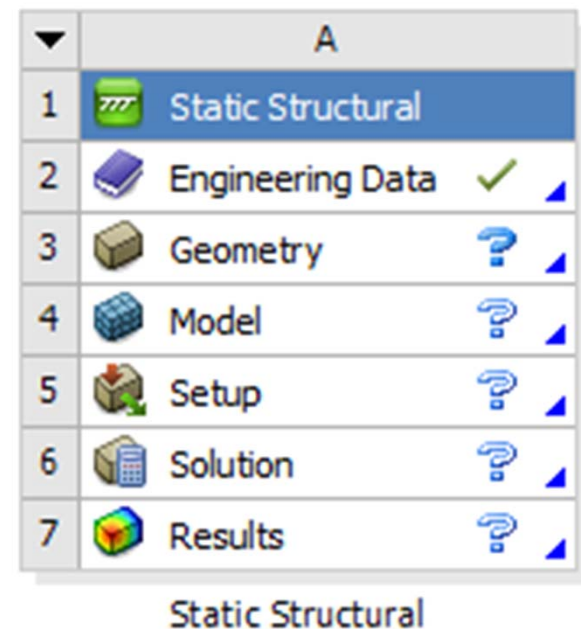 A
1 Static Structural
2 Engineering Data
3 Geometry ?
4 Model ?
5 Setup ?
6 Solution ?
7 Results ?
Static Structural